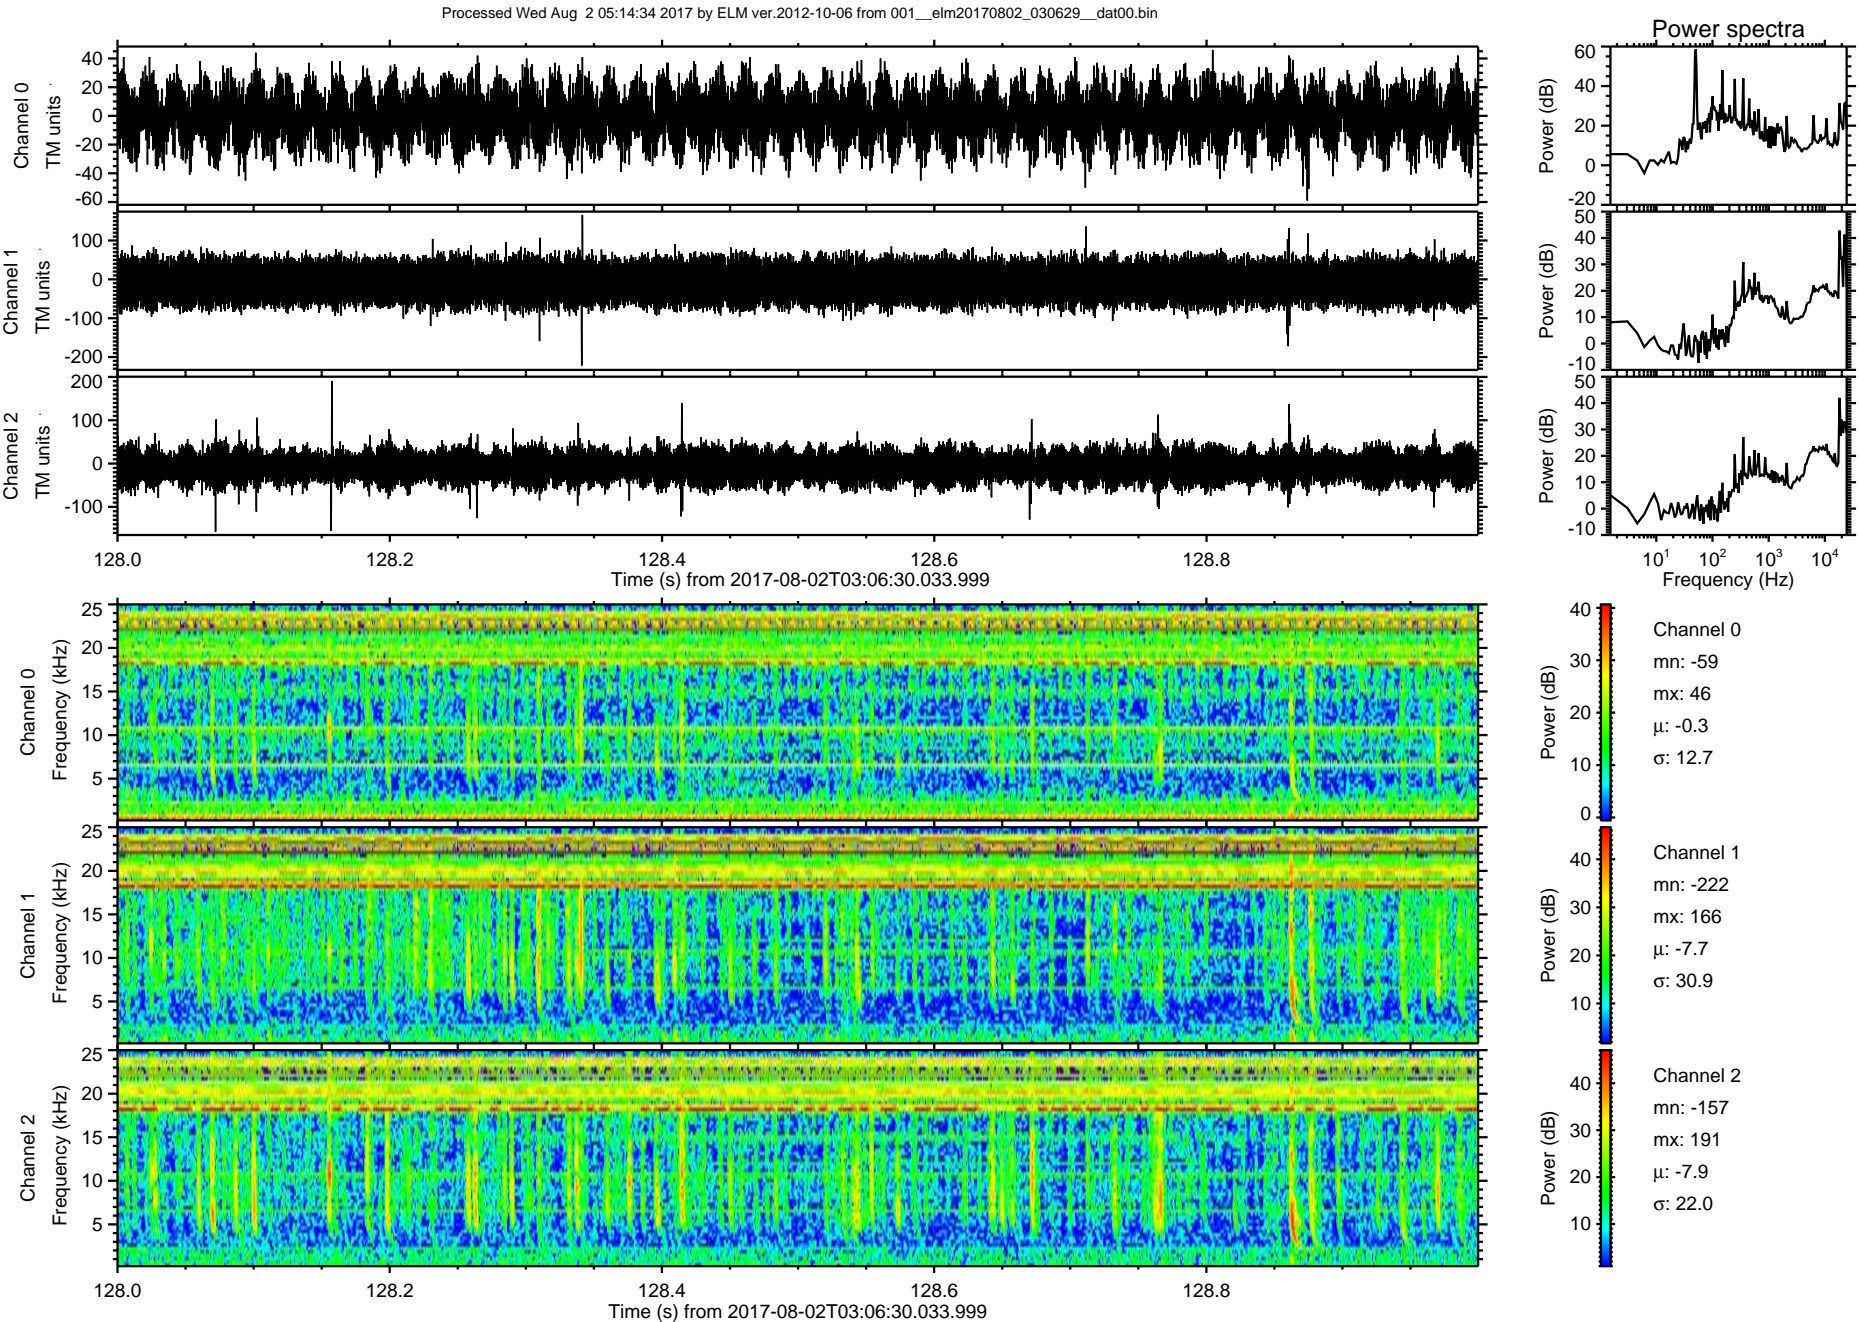 Processed Wed Aug  2 05:14:34 2017 by ELM ver.2012-10-06 from 001__elm20170802_030629__dat00.bin
Power spectra
Channel 0
TM units
40
20
0
-20
-40
-60
Power (dB)
60
40
20
0
-20
Channel 1
TM units
100
0
-100
-200
Power (dB)
50
40
30
20
10
0
-10
Channel 2
TM units
200
100
0
-100
Power (dB)
50
40
30
20
10
0
-10
128.0 128.2 128.4 128.6 128.8
Time (s) from 2017-08-02T03:06:30.033.999
10¹ 10² 10³ 10⁴
Frequency (Hz)
Channel 0
Frequency (kHz)
25
20
15
10
5
Power (dB)
40
30
20
10
0
Channel 0
mn: -59
mx: 46
µ: -0.3
σ: 12.7
Channel 1
Frequency (kHz)
25
20
15
10
5
Power (dB)
40
30
20
10
Channel 1
mn: -222
mx: 166
µ: -7.7
σ: 30.9
Channel 2
Frequency (kHz)
25
20
15
10
5
Power (dB)
40
30
20
10
Channel 2
mn: -157
mx: 191
µ: -7.9
σ: 22.0
128.0 128.2 128.4 128.6 128.8
Time (s) from 2017-08-02T03:06:30.033.999